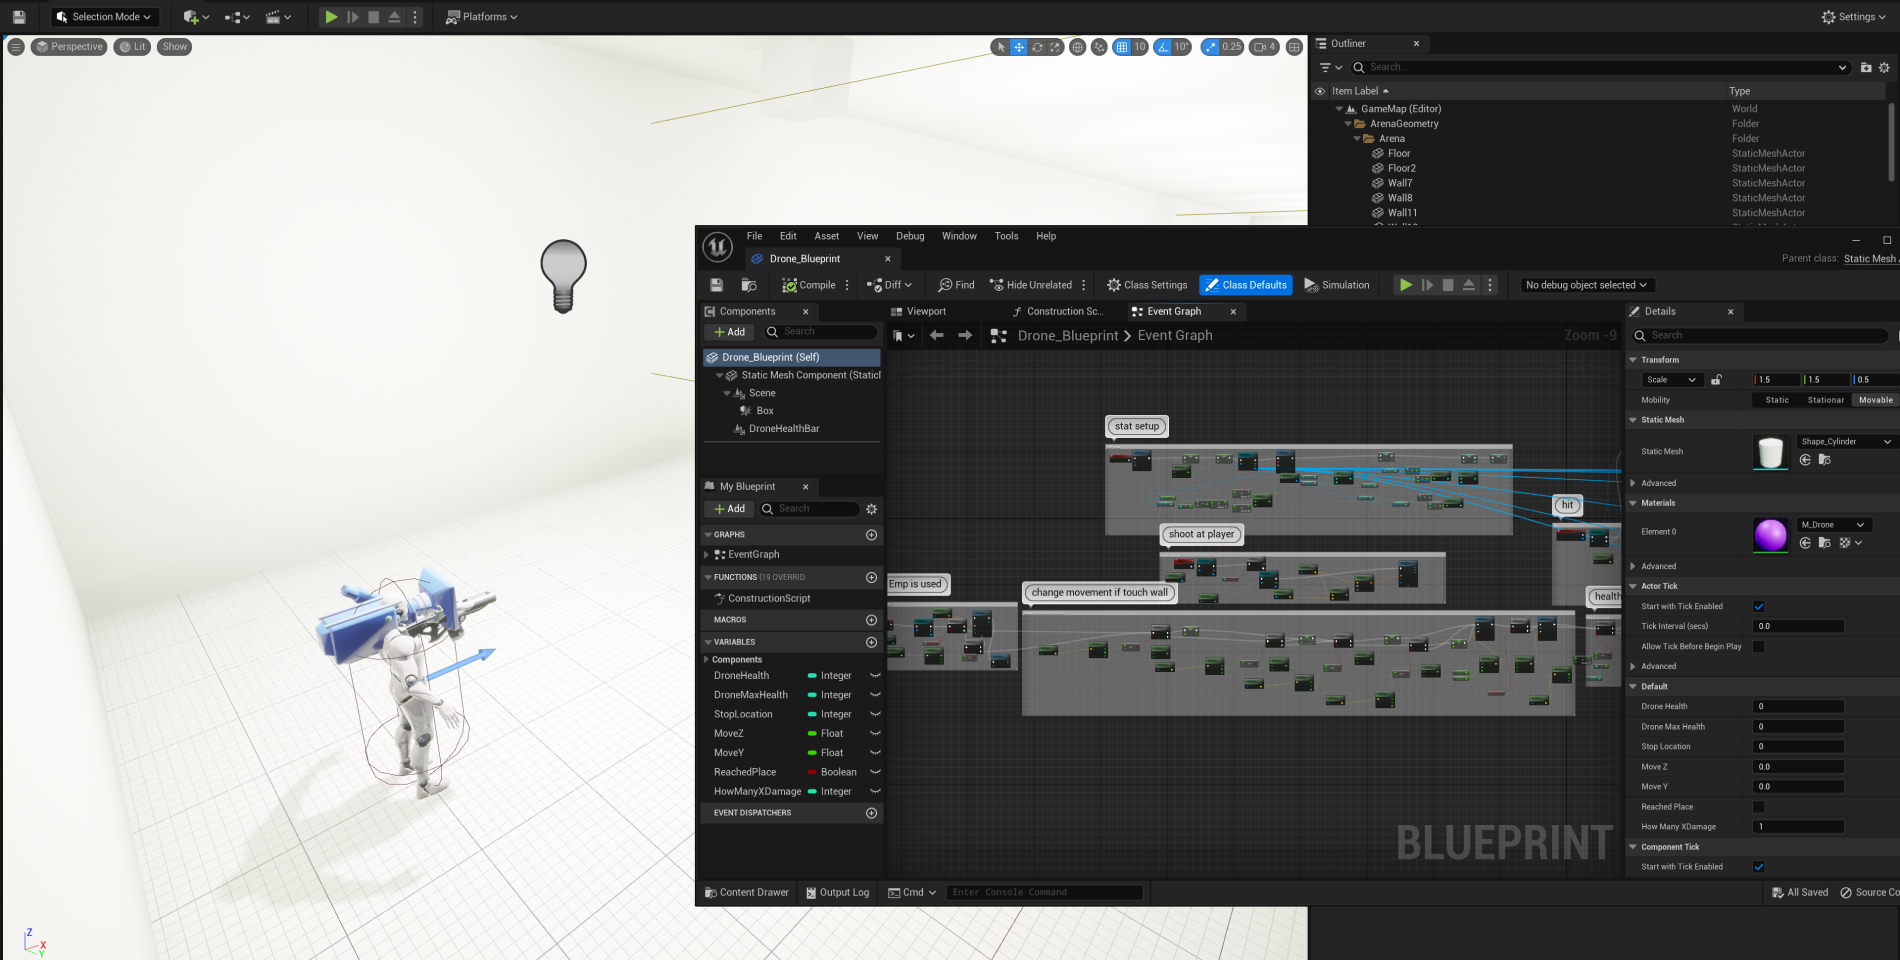 Selection Mode
Platforms
Settings
Perspective
Lit
Show
10
10°
0.25
4
Outliner
Search...
Item Label
Type
GameMap (Editor)
World
ArenaGeometry
Folder
Arena
Folder
Floor
StaticMeshActor
Floor2
StaticMeshActor
Wall7
StaticMeshActor
Wall8
StaticMeshActor
Wall11
StaticMeshActor
File
Edit
Asset
View
Debug
Window
Tools
Help
Drone_Blueprint
Parent class:
Static Mesh
Compile
Diff
Find
Hide Unrelated
Class Settings
Class Defaults
Simulation
No debug object selected
Components
Add
Search
Drone_Blueprint (Self)
Static Mesh Component (Static
Scene
Box
DroneHealthBar
My Blueprint
Add
Search
GRAPHS
EventGraph
FUNCTIONS (19 OVERRID
ConstructionScript
MACROS
VARIABLES
Components
DroneHealth
Integer
DroneMaxHealth
Integer
StopLocation
Integer
MoveZ
Float
MoveY
Float
ReachedPlace
Boolean
HowManyXDamage
Integer
EVENT DISPATCHERS
Viewport
Construction Sc...
Event Graph
Drone_Blueprint
Event Graph
Zoom -9
stat setup
hit
shoot at player
Emp is used
change movement if touch wall
health
BLUEPRINT
Details
Search
Transform
Scale
1.5
1.5
0.5
Mobility
Static
Stationar
Movable
Static Mesh
Static Mesh
Shape_Cylinder
Advanced
Materials
Element 0
M_Drone
Advanced
Actor Tick
Start with Tick Enabled
Tick Interval (secs)
0.0
Allow Tick Before Begin Play
Advanced
Default
Drone Health
0
Drone Max Health
0
Stop Location
0
Move Z
0.0
Move Y
0.0
Reached Place
How Many XDamage
1
Component Tick
Start with Tick Enabled
Content Drawer
Output Log
Cmd
Enter Console Command
All Saved
Source Co
Z
X
Y